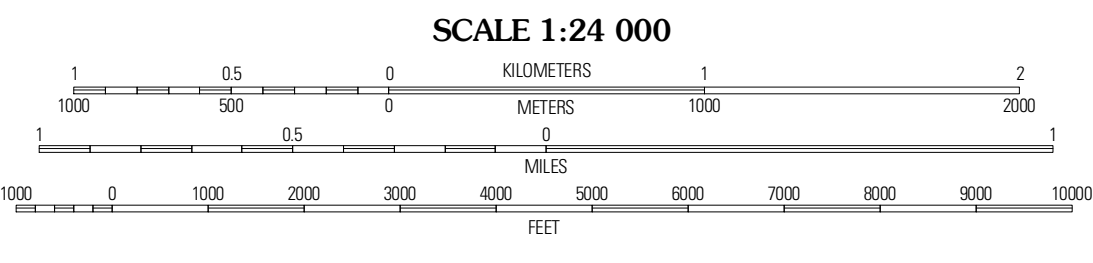 SCALE 1:24 000
1 0.5 0 KILOMETERS 1 2
1000 500 0 METERS 1000 2000
1 0.5 0 1
MILES
1000 0 1000 2000 3000 4000 5000 6000 7000 8000 9000 10000
FEET